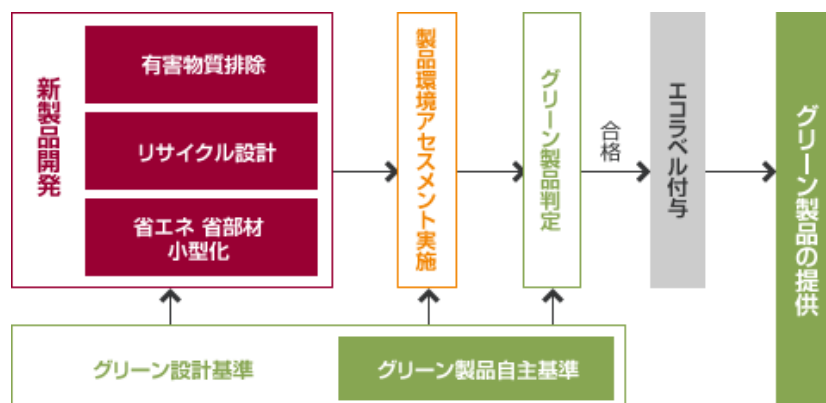 新製品開発
有害物質排除
リサイクル設計
省エネ 省部材
小型化
製品環境アセスメント実施
グリーン製品判定
合格
エコラベル付与
グリーン製品の提供
グリーン設計基準
グリーン製品自主基準